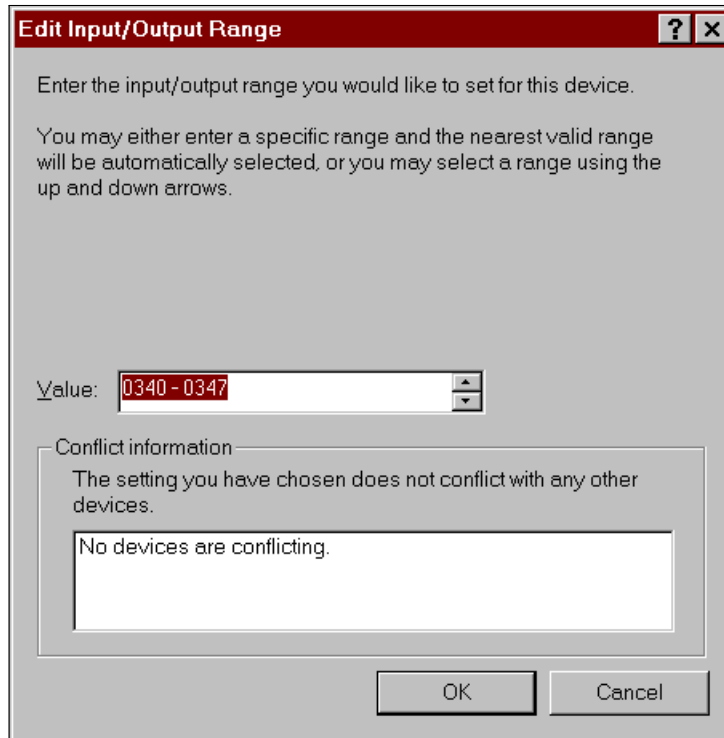 Edit Input/Output Range
? X
Enter the input/output range you would like to set for this device.
You may either enter a specific range and the nearest valid range
will be automatically selected, or you may select a range using the
up and down arrows.
Value: 0340 - 0347
Conflict information
The setting you have chosen does not conflict with any other
devices.
No devices are conflicting.
OK Cancel